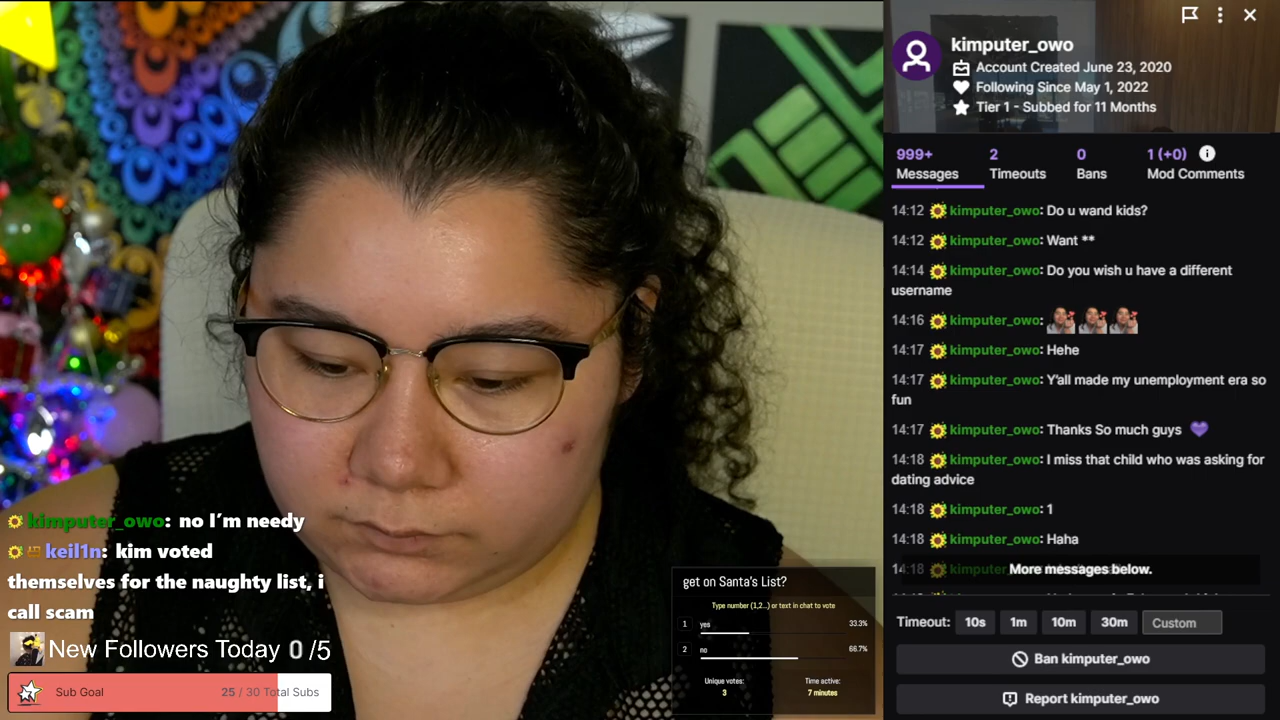 kimputer_owo: no I'm needy
keil1n: kim voted
themselves for the naughty list, i
call scam
New Followers Today 0 /5
Sub Goal 25 / 30 Total Subs
get on Santa's List?
Type number (1,2...) or text in chat to vote
1 yes 33.3%
2 no 66.7%
Unique votes: Time active:
3 7 minutes
kimputer_owo
Account Created June 23, 2020
Following Since May 1, 2022
Tier 1 - Subbed for 11 Months
999+ 2 0 1 (+0)
Messages Timeouts Bans Mod Comments
14:12 kimputer_owo: Do u wand kids?
14:12 kimputer_owo: Want **
14:14 kimputer_owo: Do you wish u have a different
username
14:16 kimputer_owo:
14:17 kimputer_owo: Hehe
14:17 kimputer_owo: Y'all made my unemployment era so
fun
14:17 kimputer_owo: Thanks So much guys
14:18 kimputer_owo: I miss that child who was asking for
dating advice
14:18 kimputer_owo: 1
14:18 kimputer_owo: Haha
14:18 kimputer More messages below.
Timeout: 10s 1m 10m 30m Custom
Ban kimputer_owo
Report kimputer_owo